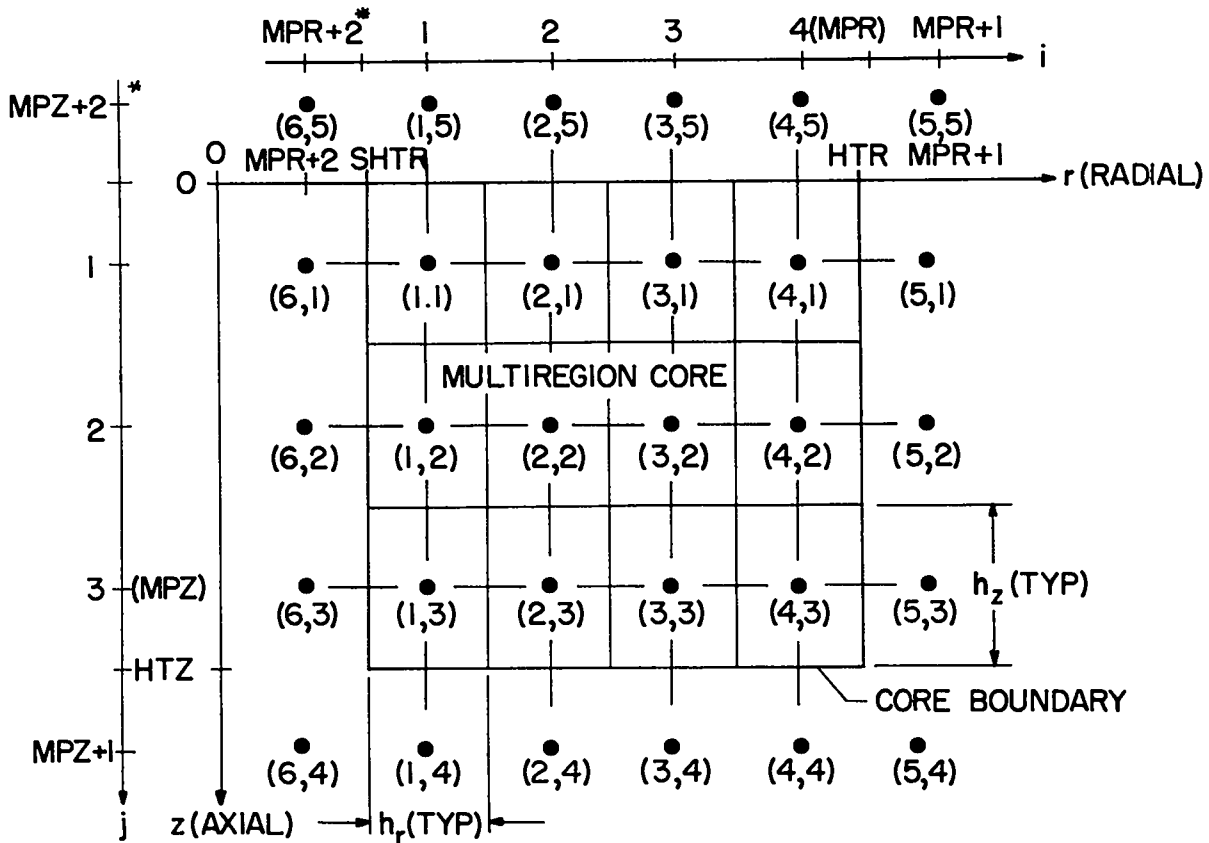 MPR+2* 1 2 3 4(MPR) MPR+1 i
MPZ+2*
(6,5) (1,5) (2,5) (3,5) (4,5) (5,5)
0 MPR+2 SHTR HTR MPR+1
0 r(RADIAL)
1
(6,1) (1.1) (2,1) (3,1) (4,1) (5,1)
MULTIREGION CORE
2
(6,2) (1,2) (2,2) (3,2) (4,2) (5,2)
3 (MPZ) hz(TYP)
(6,3) (1,3) (2,3) (3,3) (4,3) (5,3)
HTZ
CORE BOUNDARY
MPZ+1
(6,4) (1,4) (2,4) (3,4) (4,4) (5,4)
j z(AXIAL) hr(TYP)